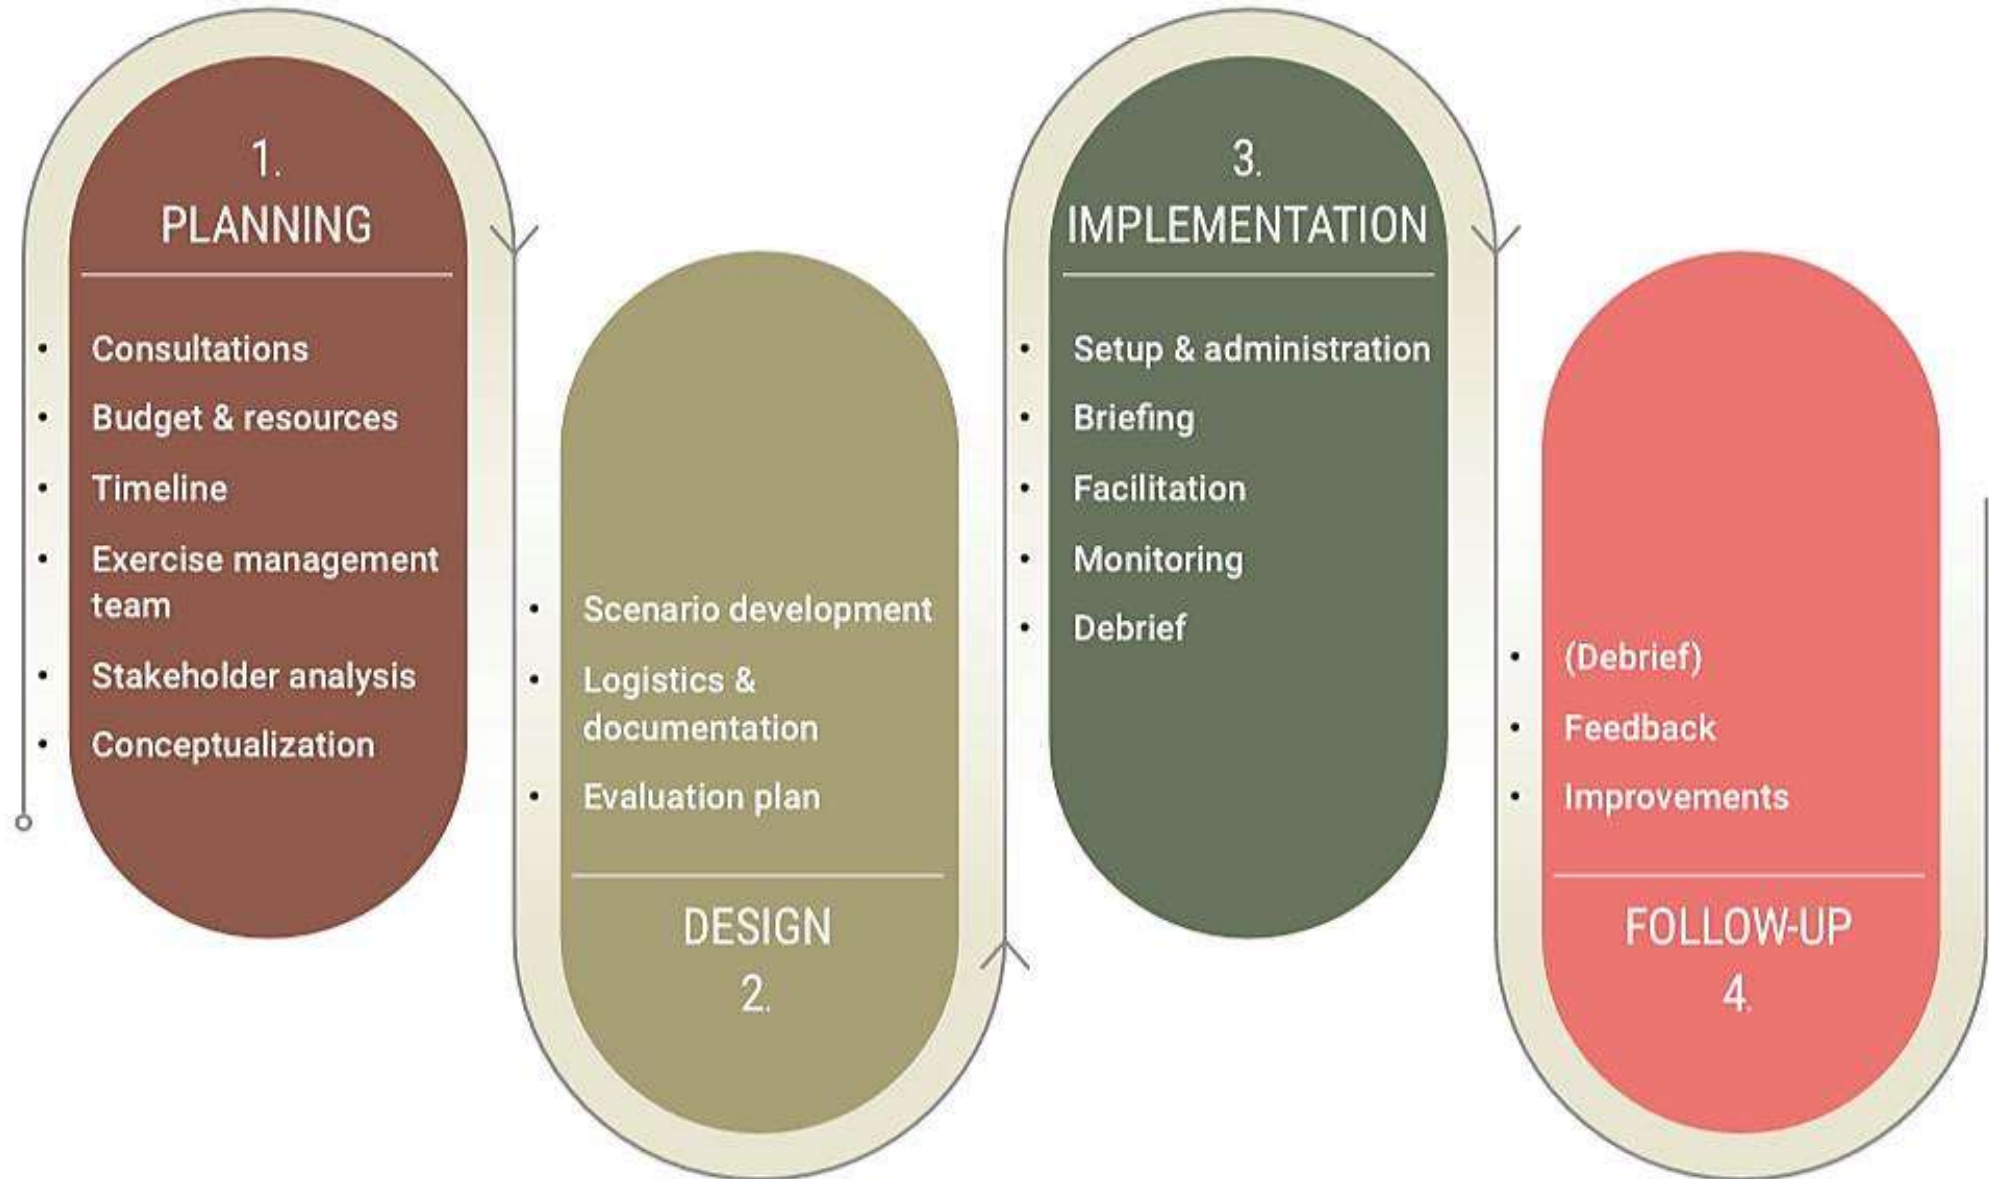 1.
PLANNING
• Consultations
• Budget & resources
• Timeline
• Exercise management
team
• Stakeholder analysis
• Conceptualization
• Scenario development
• Logistics &
documentation
• Evaluation plan
DESIGN
2.
3.
IMPLEMENTATION
• Setup & administration
• Briefing
• Facilitation
• Monitoring
• Debrief
• (Debrief)
• Feedback
• Improvements
FOLLOW-UP
4.